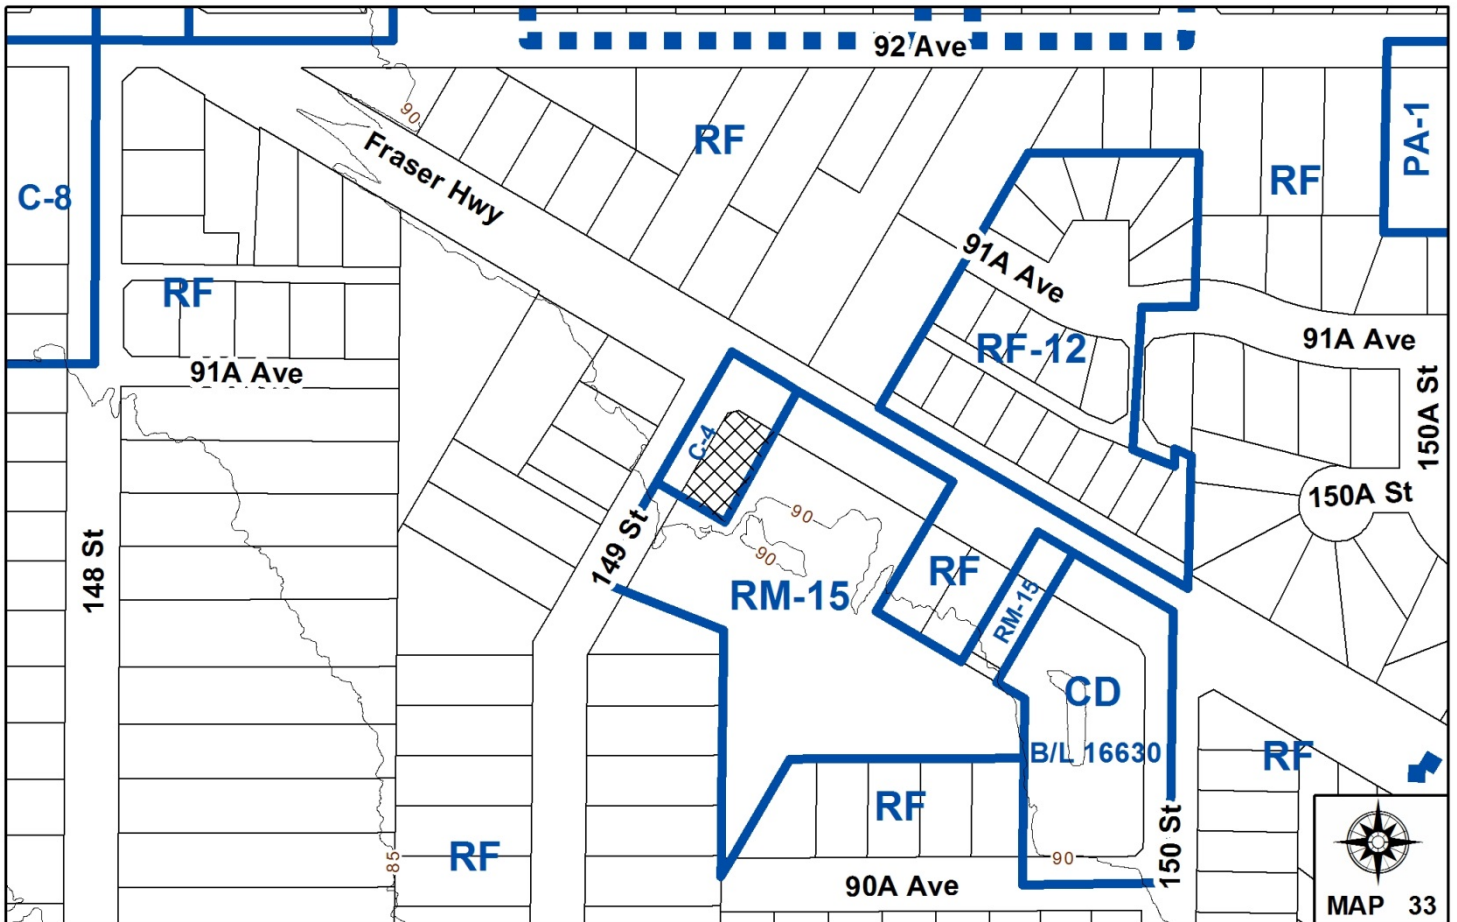 92 Ave
90
RF
Fraser Hwy
PA-1
C-8
RF
91A Ave
RF
RF-12
91A Ave
91A Ave
150A St
C-4
150A St
148 St
149 St
90
90
RM-15
RF
RM-15
CD
B/L 16630
RF
RF
RF
85
90
150 St
90A Ave
MAP 33